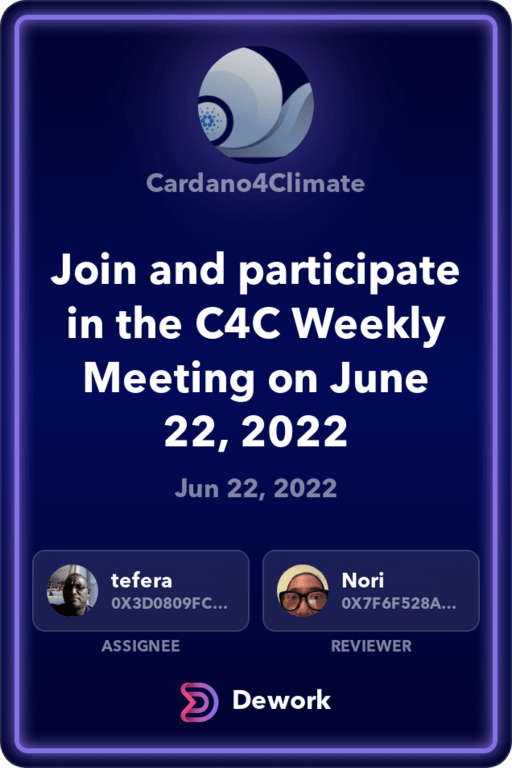 Cardano4Climate
Join and participate
in the C4C Weekly
Meeting on June
22, 2022
Jun 22, 2022
tefera
0X3D0809FC...
Nori
0X7F6F528A...
ASSIGNEE
REVIEWER
Dework